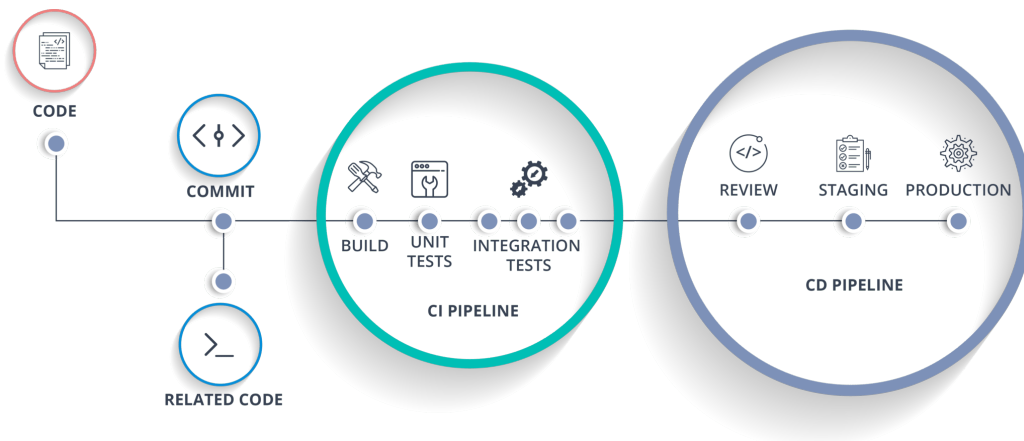 CODE
COMMIT
RELATED CODE
BUILD
UNIT
TESTS
INTEGRATION
TESTS
CI PIPELINE
REVIEW
STAGING
PRODUCTION
CD PIPELINE